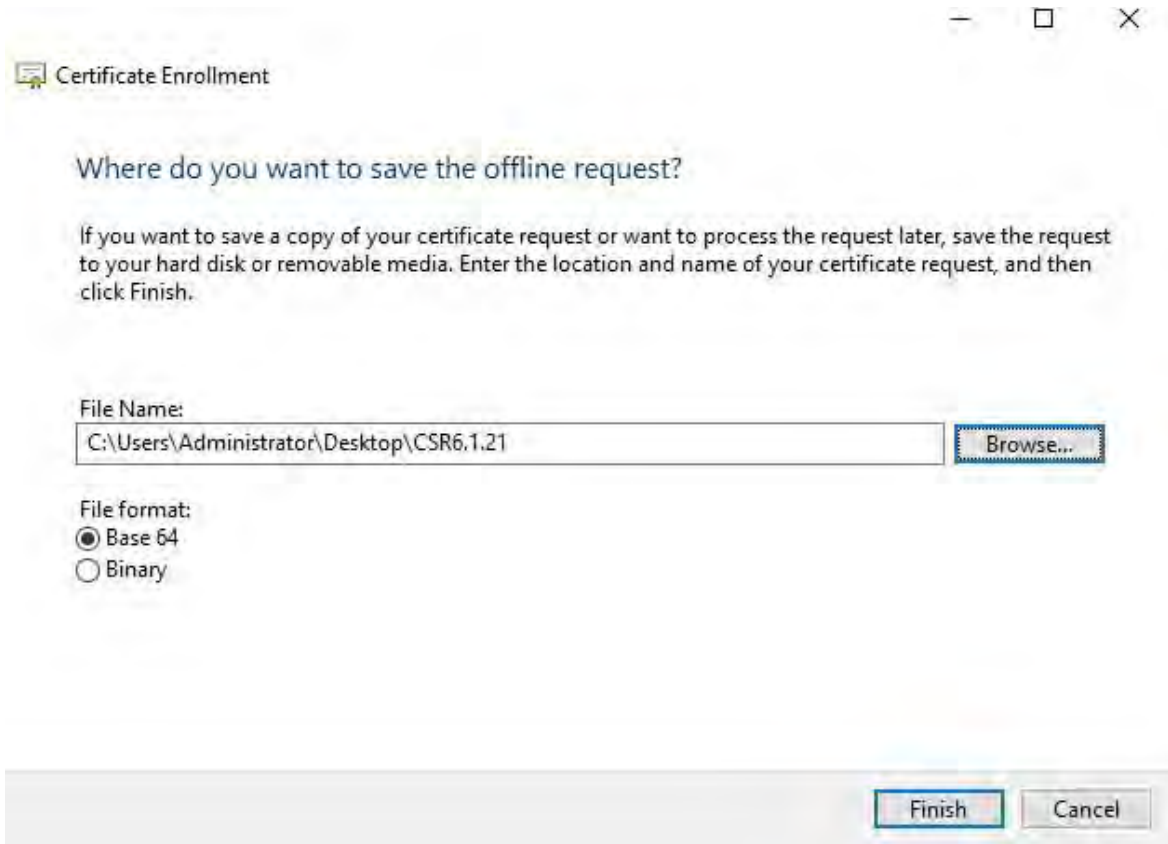 Certificate Enrollment
Where do you want to save the offline request?
If you want to save a copy of your certificate request or want to process the request later, save the request
to your hard disk or removable media. Enter the location and name of your certificate request, and then
click Finish.
File Name:
C:\Users\Administrator\Desktop\CSR6.1.21
Browse...
File format:
Base 64
Binary
Finish
Cancel